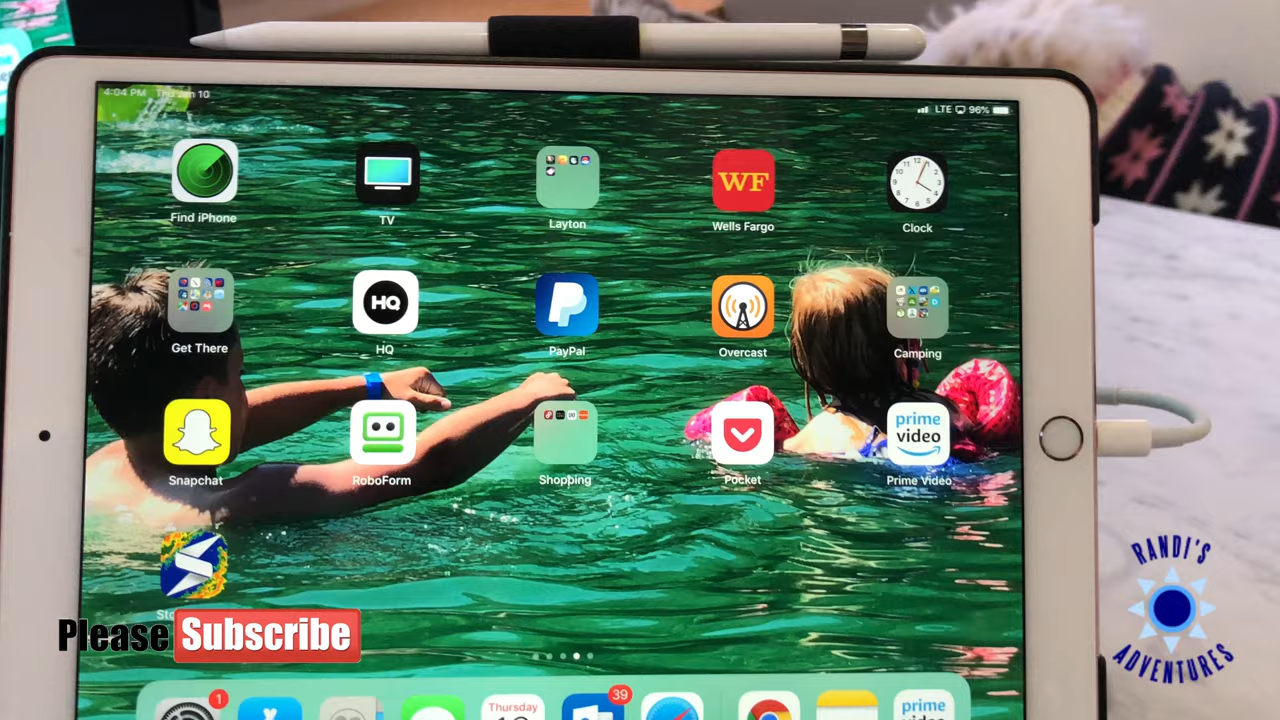 4:04 PM Thu Jan 10
LTE 96%
Find iPhone
TV
Layton
WF
Wells Fargo
Clock
Get There
HQ
HQ
PayPal
Overcast
Camping
Snapchat
RoboForm
Shopping
Pocket
prime
video
Prime Video
Please Subscribe
RANDI'S
ADVENTURES
1
Thursday
39
prime
video